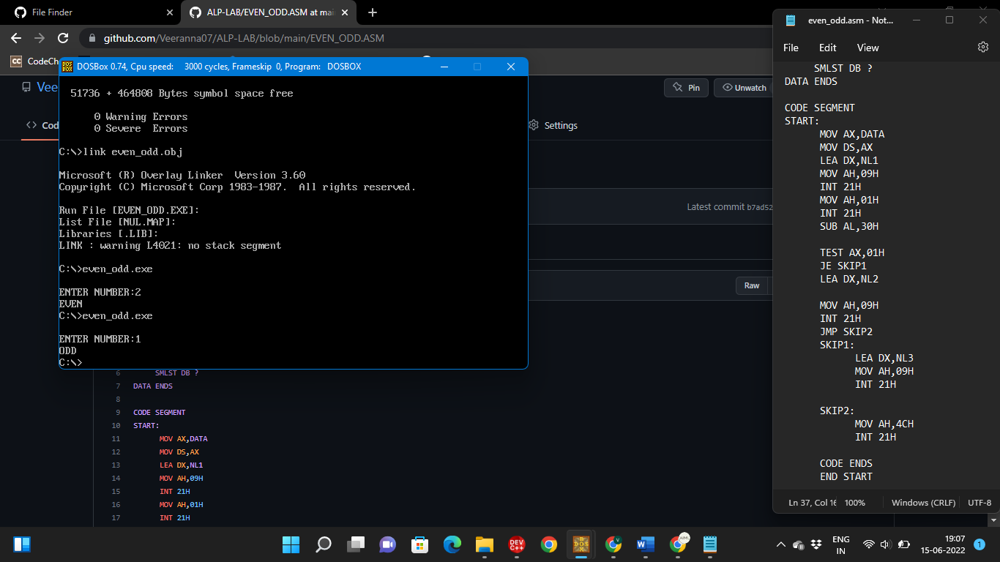 File Finder
ALP-LAB/EVEN_ODD.ASM at mai
github.com/Veeranna07/ALP-LAB/blob/main/EVEN_ODD.ASM
CC CodeCh
Vee
Pin
Unwatch
Cod
Settings
Latest commit b7ad52
Raw
DOSBox 0.74, Cpu speed: 3000 cycles, Frameskip 0, Program: DOSBOX
51736 + 464808 Bytes symbol space free
0 Warning Errors
0 Severe Errors
C:\>link even_odd.obj
Microsoft (R) Overlay Linker Version 3.60
Copyright (C) Microsoft Corp 1983-1987. All rights reserved.
Run File [EVEN_ODD.EXE]:
List File [NUL.MAP]:
Libraries [.LIB]:
LINK : warning L4021: no stack segment
C:\>even_odd.exe
ENTER NUMBER:2
EVEN
C:\>even_odd.exe
ENTER NUMBER:1
ODD
C:\>
6 SMLST DB ?
7 DATA ENDS
8
9 CODE SEGMENT
10 START:
11 MOV AX,DATA
12 MOV DS,AX
13 LEA DX,NL1
14 MOV AH,09H
15 INT 21H
16 MOV AH,01H
17 INT 21H
even_odd.asm - Not...
File Edit View
SMLST DB ?
DATA ENDS
CODE SEGMENT
START:
MOV AX,DATA
MOV DS,AX
LEA DX,NL1
MOV AH,09H
INT 21H
MOV AH,01H
INT 21H
SUB AL,30H
TEST AX,01H
JE SKIP1
LEA DX,NL2
MOV AH,09H
INT 21H
JMP SKIP2
SKIP1:
LEA DX,NL3
MOV AH,09H
INT 21H
SKIP2:
MOV AH,4CH
INT 21H
CODE ENDS
END START
Ln 37, Col 16 100% Windows (CRLF) UTF-8
DEV C++
ENG
IN
19:07
15-06-2022
1